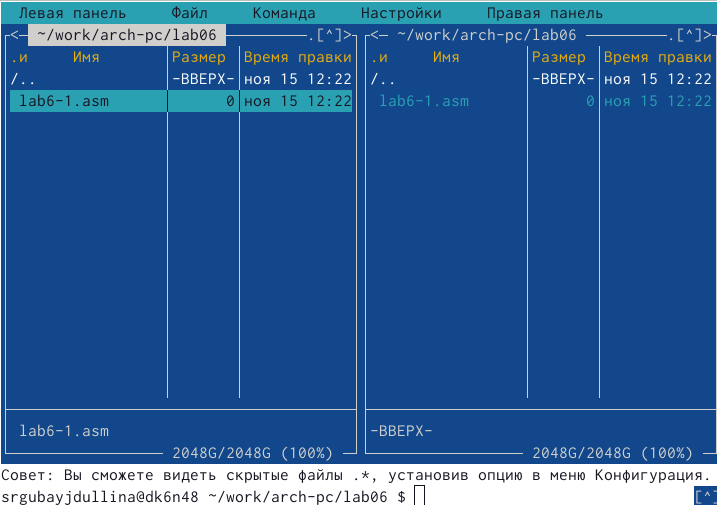 Левая панель Файл Команда Настройки Правая панель
<─ ~/work/arch-pc/lab06 ─.[^]> <─ ~/work/arch-pc/lab06 ─.[^]>
.и Имя Размер Время правки .и Имя Размер Время правки
/.. -ВВЕРХ- ноя 15 12:22 /.. -ВВЕРХ- ноя 15 12:22
lab6-1.asm 0 ноя 15 12:22 lab6-1.asm 0 ноя 15 12:22
lab6-1.asm -ВВЕРХ-
2048G/2048G (100%) 2048G/2048G (100%)
Совет: Вы сможете видеть скрытые файлы .*, установив опцию в меню Конфигурация.
srgubayjdullina@dk6n48 ~/work/arch-pc/lab06 $ [^]